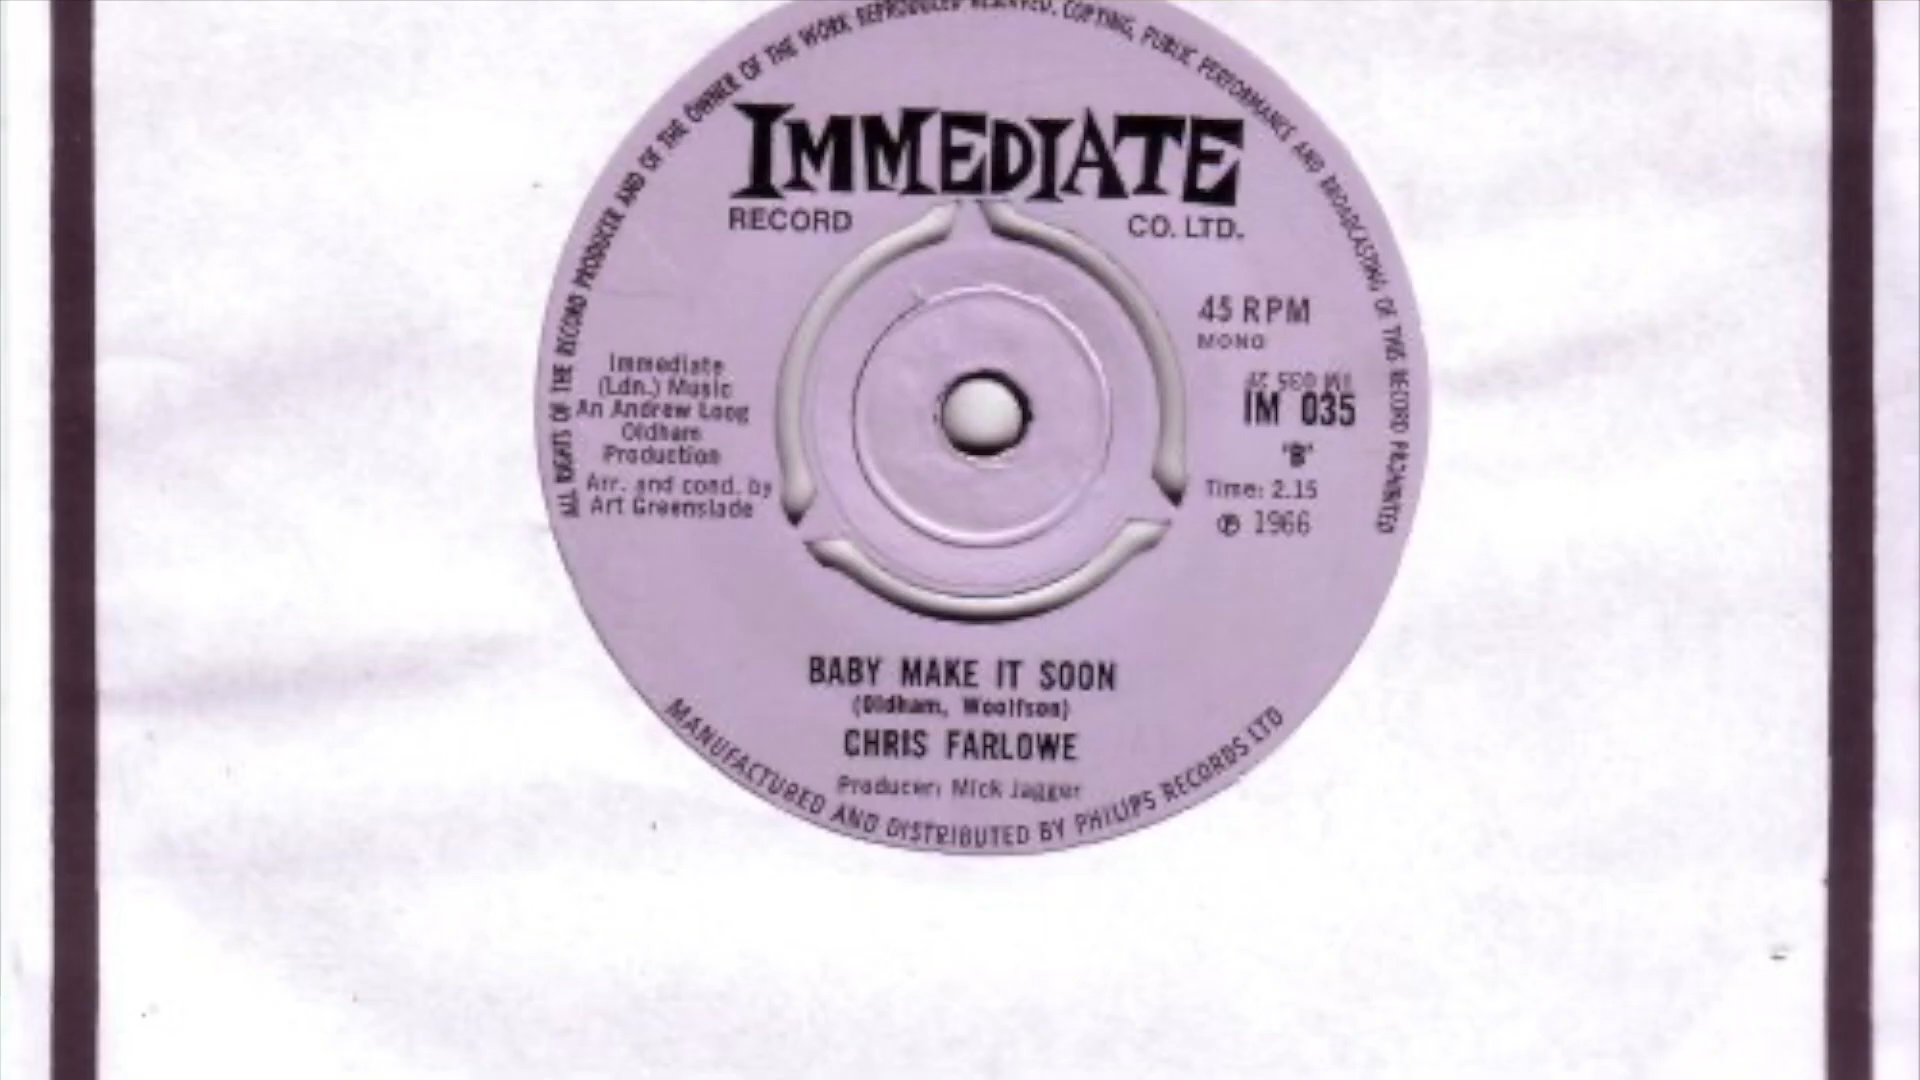 ALL RIGHTS OF THE RECORD PRODUCER AND OF THE OWNER OF THE WORK REPRODUCED RESERVED. COPYING, PUBLIC PERFORMANCE AND BROADCASTING OF THIS RECORD PROHIBITED
IMMEDIATE
RECORD CO. LTD.
45 RPM
MONO
Immediate
(Ldn.) Music
An Andrew Loog
Oldham
Production
Arr. and cond. by
Art Greenslade
IM 035 2F
IM 035
"B"
Time: 2.15
℗ 1966
BABY MAKE IT SOON
(Oldham, Woolfson)
CHRIS FARLOWE
Producer: Mick Jagger
MANUFACTURED AND DISTRIBUTED BY PHILIPS RECORDS LTD